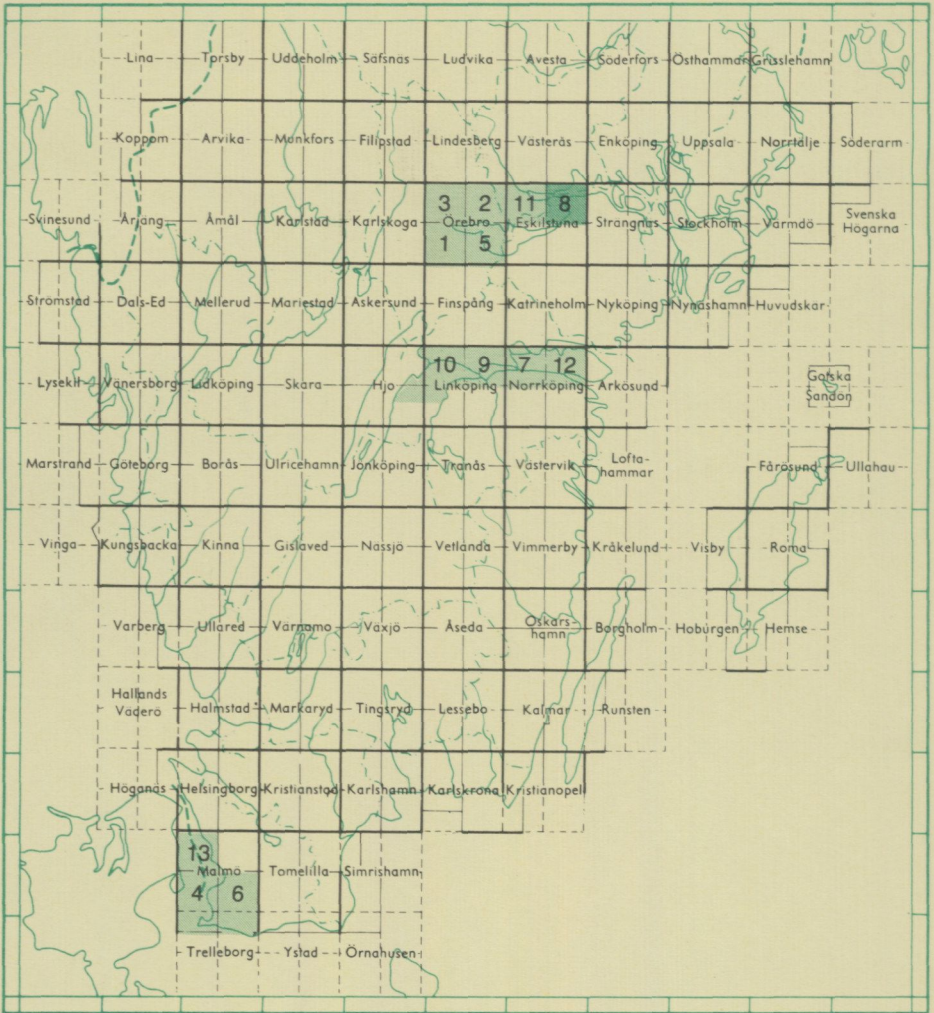 Lina Torsby Uddeholm Säfsnäs Ludvika Avesta Söderfors Östhammar Grisslehamn
Koppom Arvika Munkfors Filipstad Lindesberg Västerås Enköping Uppsala Norrtälje Söderarm
3 2 11 8
Svinesund Årjäng Åmål Karlstad Karlskoga Örebro Eskilstuna Strängnäs Stockholm Värmdö Svenska
Högarna
1 5
Strömstad Dals-Ed Mellerud Mariestad Askersund Finspång Katrineholm Nyköping Nynäshamn Huvudskär
10 9 7 12
Lysekil Vänersborg Lidköping Skara Hjo Linköping Norrköping Arkösund Gotska
Sandön
Marstrand Göteborg Borås Ulricehamn Jönköping Tranås Västervik Lofta-
hammar Fårösund Ullahau
Vinga Kungsbacka Kinna Gislaved Nässjö Vetlanda Vimmerby Kråkelund Visby Roma
Varberg Ullared Värnamo Växjö Åseda Oskars-
hamn Borgholm Hoburgen Hemse
Hallands
Väderö Halmstad Markaryd Tingsryd Lessebo Kalmar Runsten
Höganäs Helsingborg Kristianstad Karlshamn Karlskrona Kristianopel
13
Malmö Tomelilla Simrishamn
4 6
Trelleborg Ystad Örnahusen